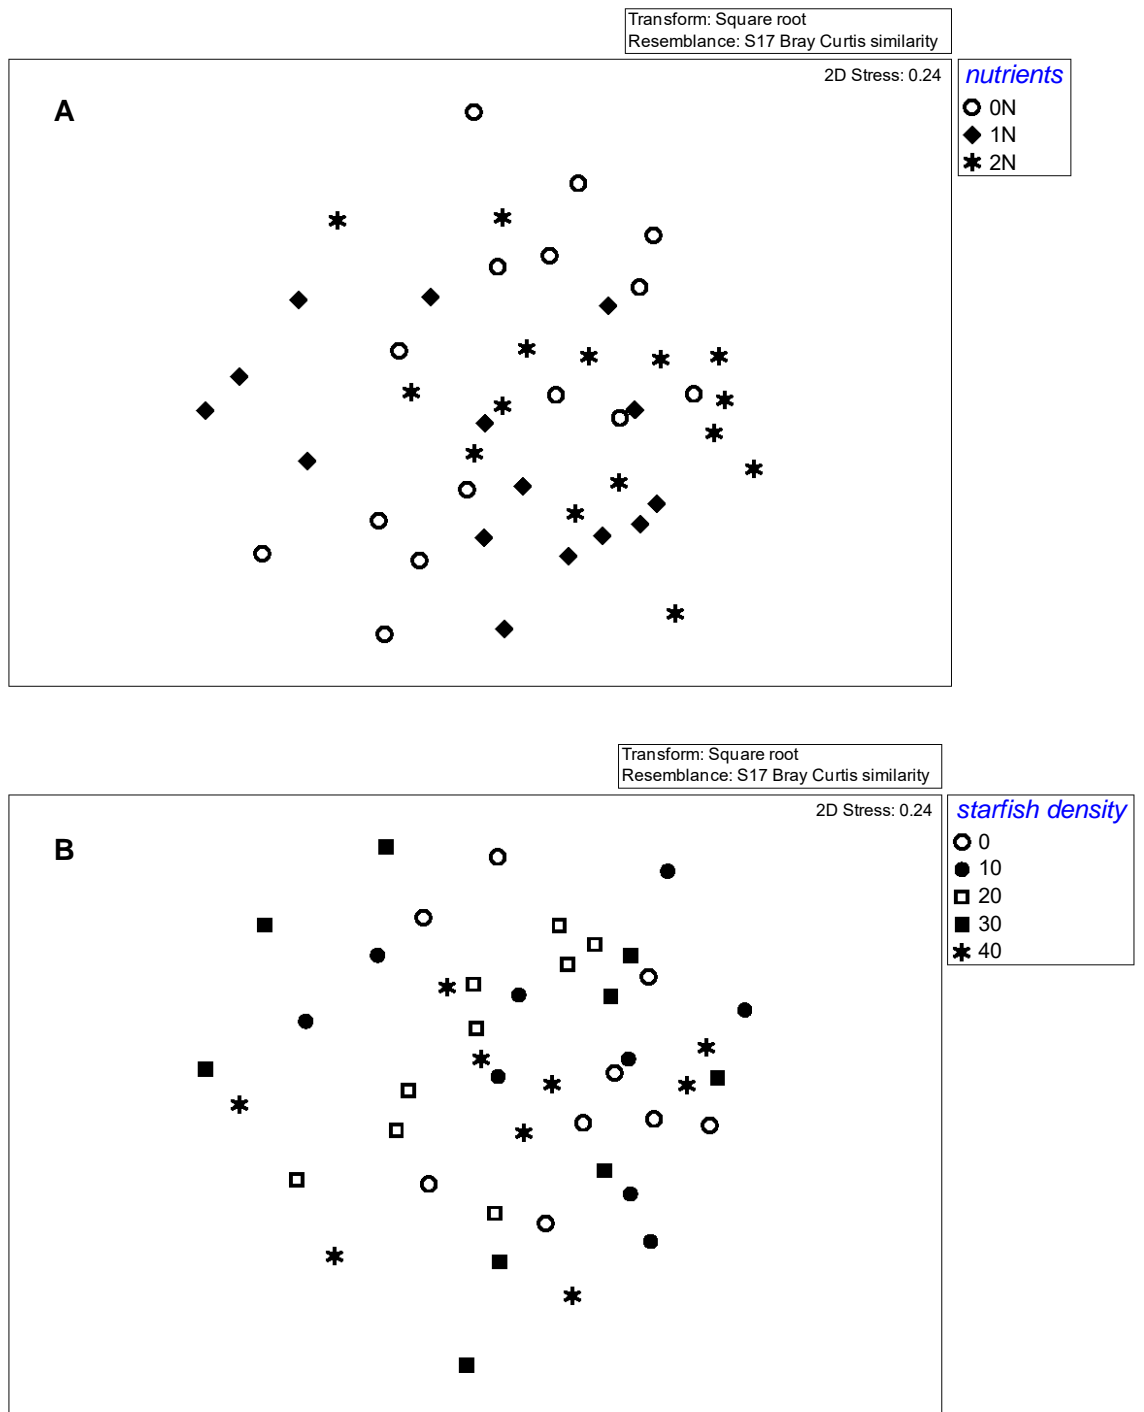 Transform: Square root
Resemblance: S17 Bray Curtis similarity
2D Stress: 0.24
A
nutrients
0N
1N
2N
Transform: Square root
Resemblance: S17 Bray Curtis similarity
2D Stress: 0.24
B
starfish density
0
10
20
30
40